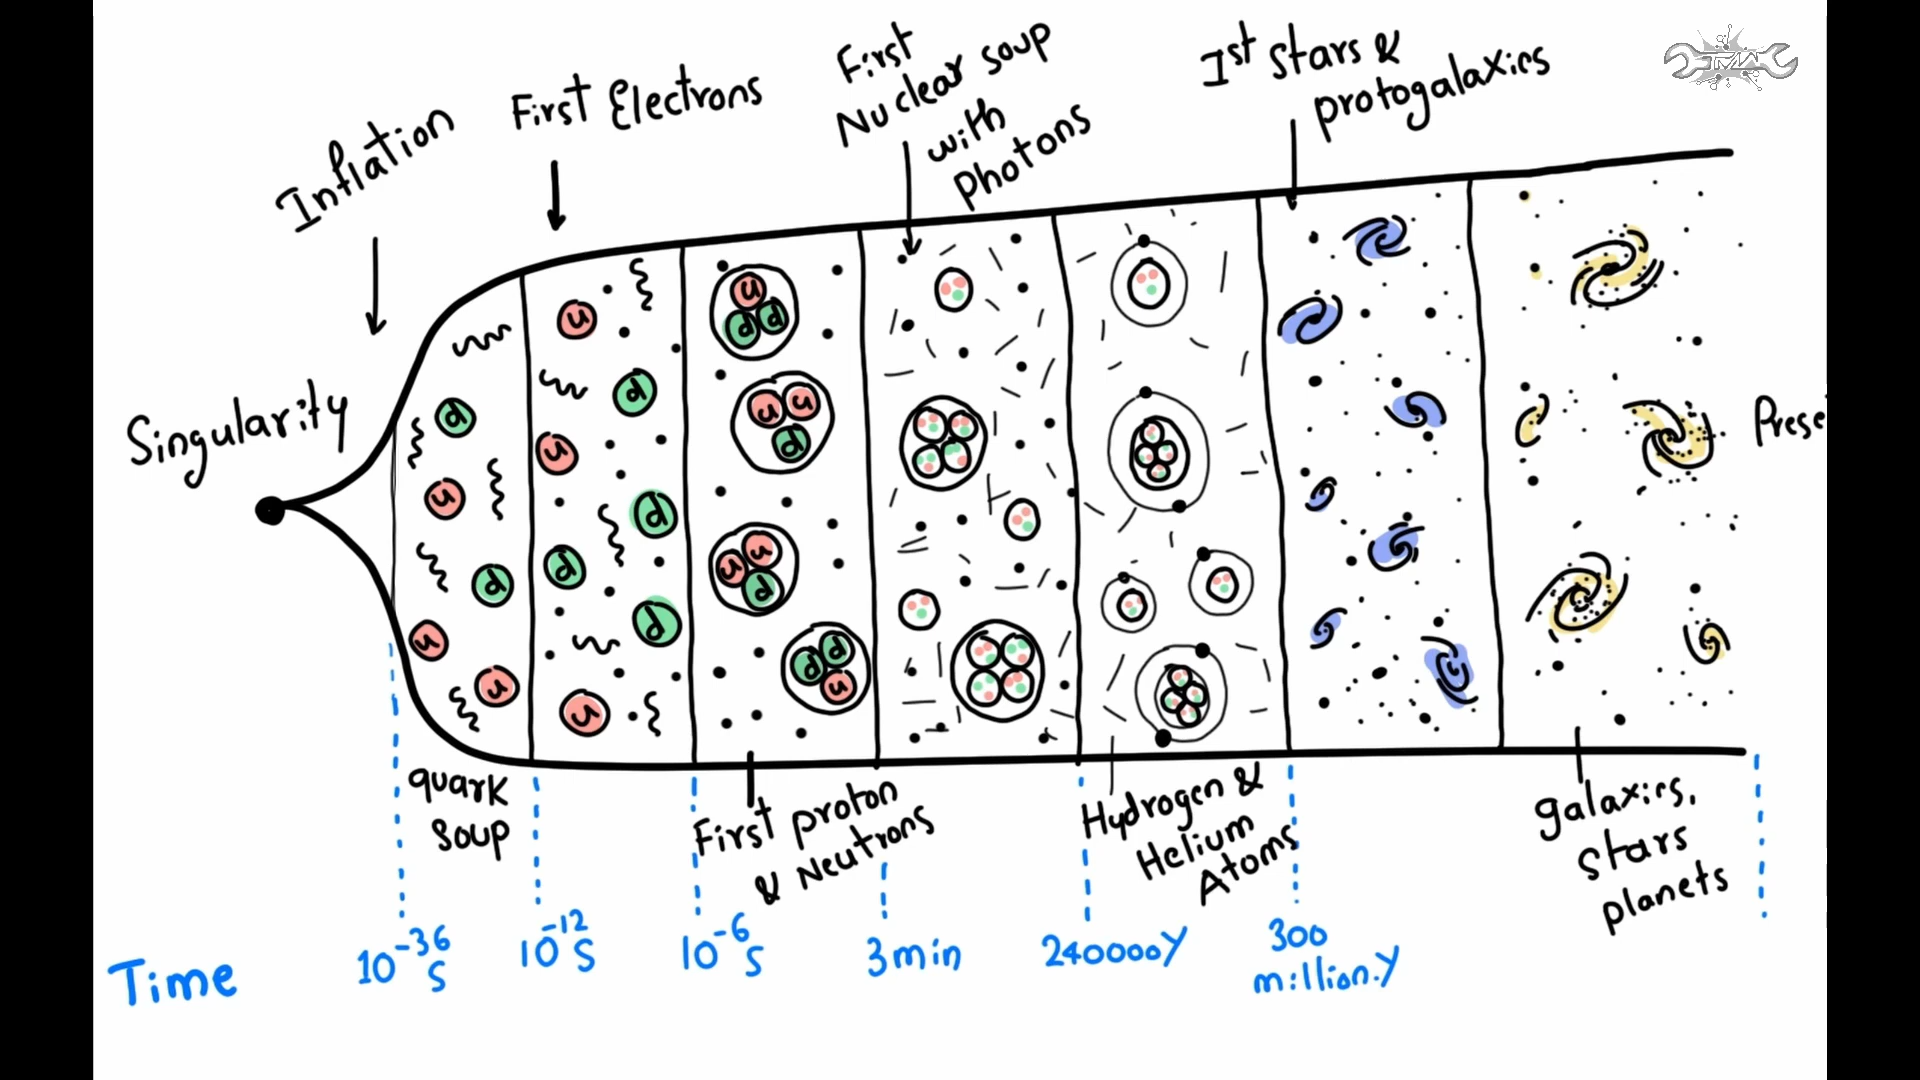 Singularity
Inflation
First Electrons
First
Nuclear soup
with
photons
1st stars &
protogalaxies
d
u
d
u
u
u
d
u
d
d
d
u
u
d
d
u
u
d
u
u
d
d
d
u
quark
soup
First proton
& Neutrons
Hydrogen &
Helium
Atoms
galaxies,
stars
planets
Prese
Time
10⁻³⁶ s
10⁻¹² s
10⁻⁶ s
3 min
240000Y
300
million.Y